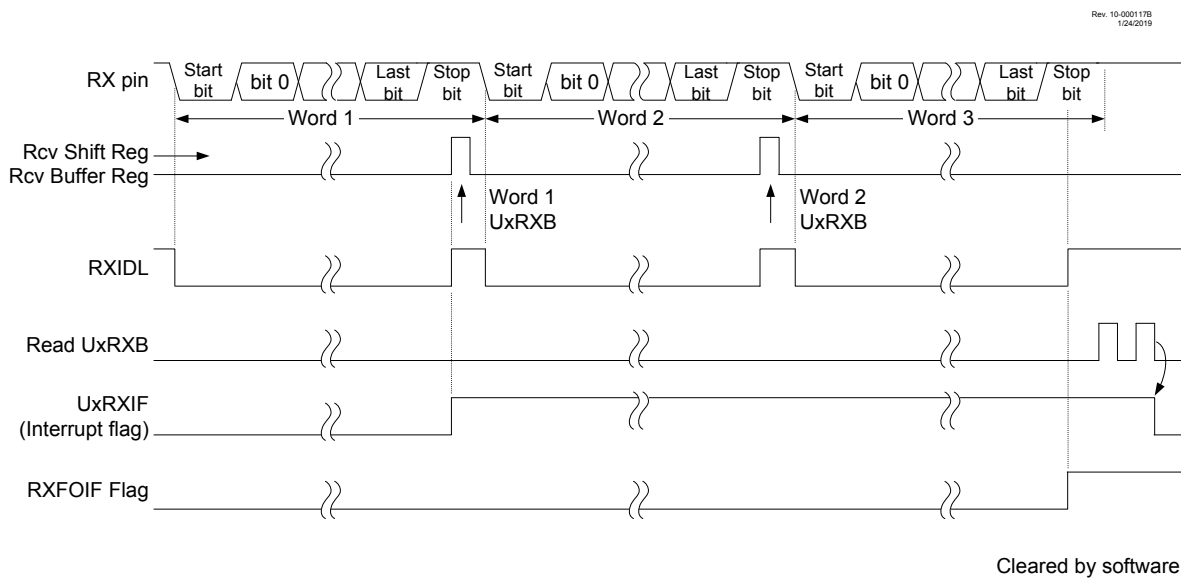 Rev. 10-000117B
1/24/2019
RX pin
Start bit
bit 0
Last bit
Stop bit
Start bit
bit 0
Last bit
Stop bit
Start bit
bit 0
Last bit
Stop bit
Word 1
Word 2
Word 3
Rcv Shift Reg
Rcv Buffer Reg
Word 1
UxRXB
Word 2
UxRXB
RXIDL
Read UxRXB
UxRXIF
(Interrupt flag)
RXFOIF Flag
Cleared by software